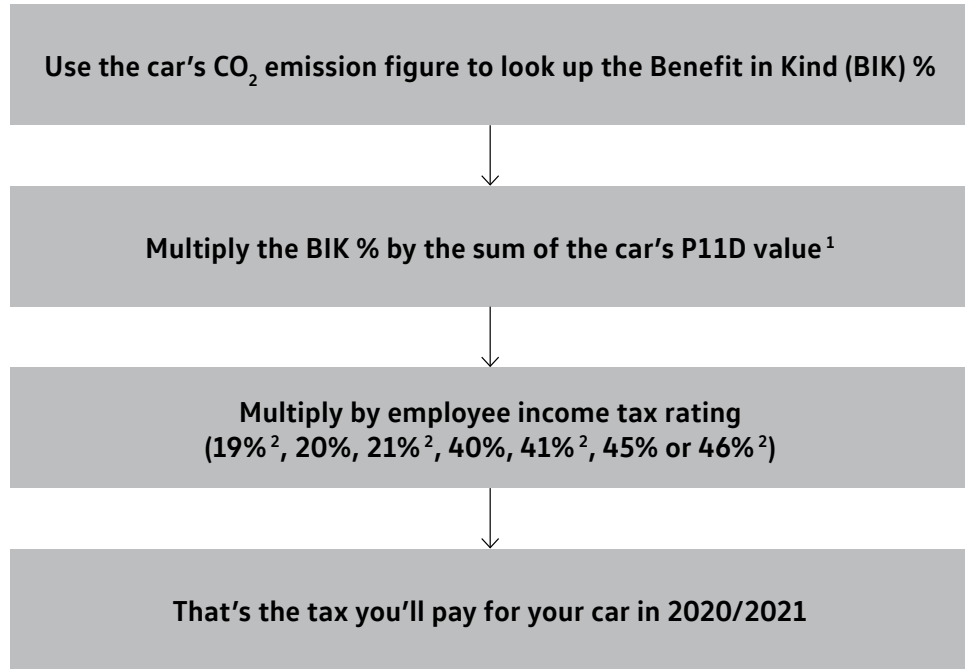 Use the car’s CO₂ emission figure to look up the Benefit in Kind (BIK) %
Multiply the BIK % by the sum of the car’s P11D value ¹
Multiply by employee income tax rating
(19% ², 20%, 21% ², 40%, 41% ², 45% or 46% ²)
That’s the tax you’ll pay for your car in 2020/2021